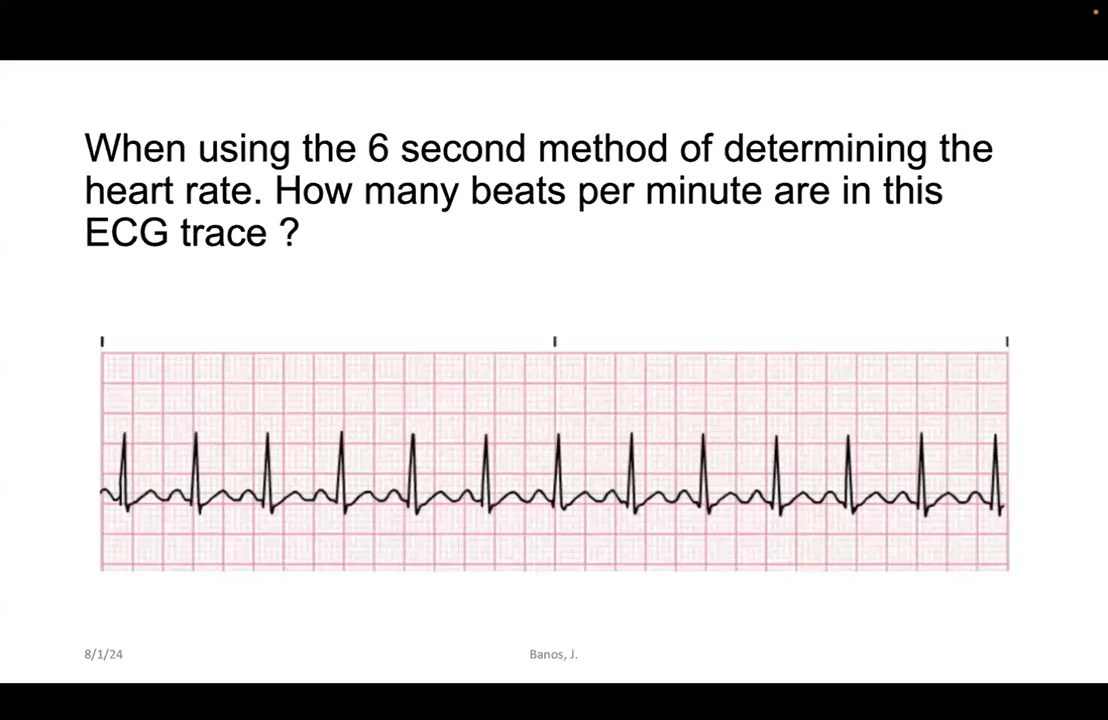 When using the 6 second method of determining the
heart rate. How many beats per minute are in this
ECG trace ?
8/1/24
Banos, J.